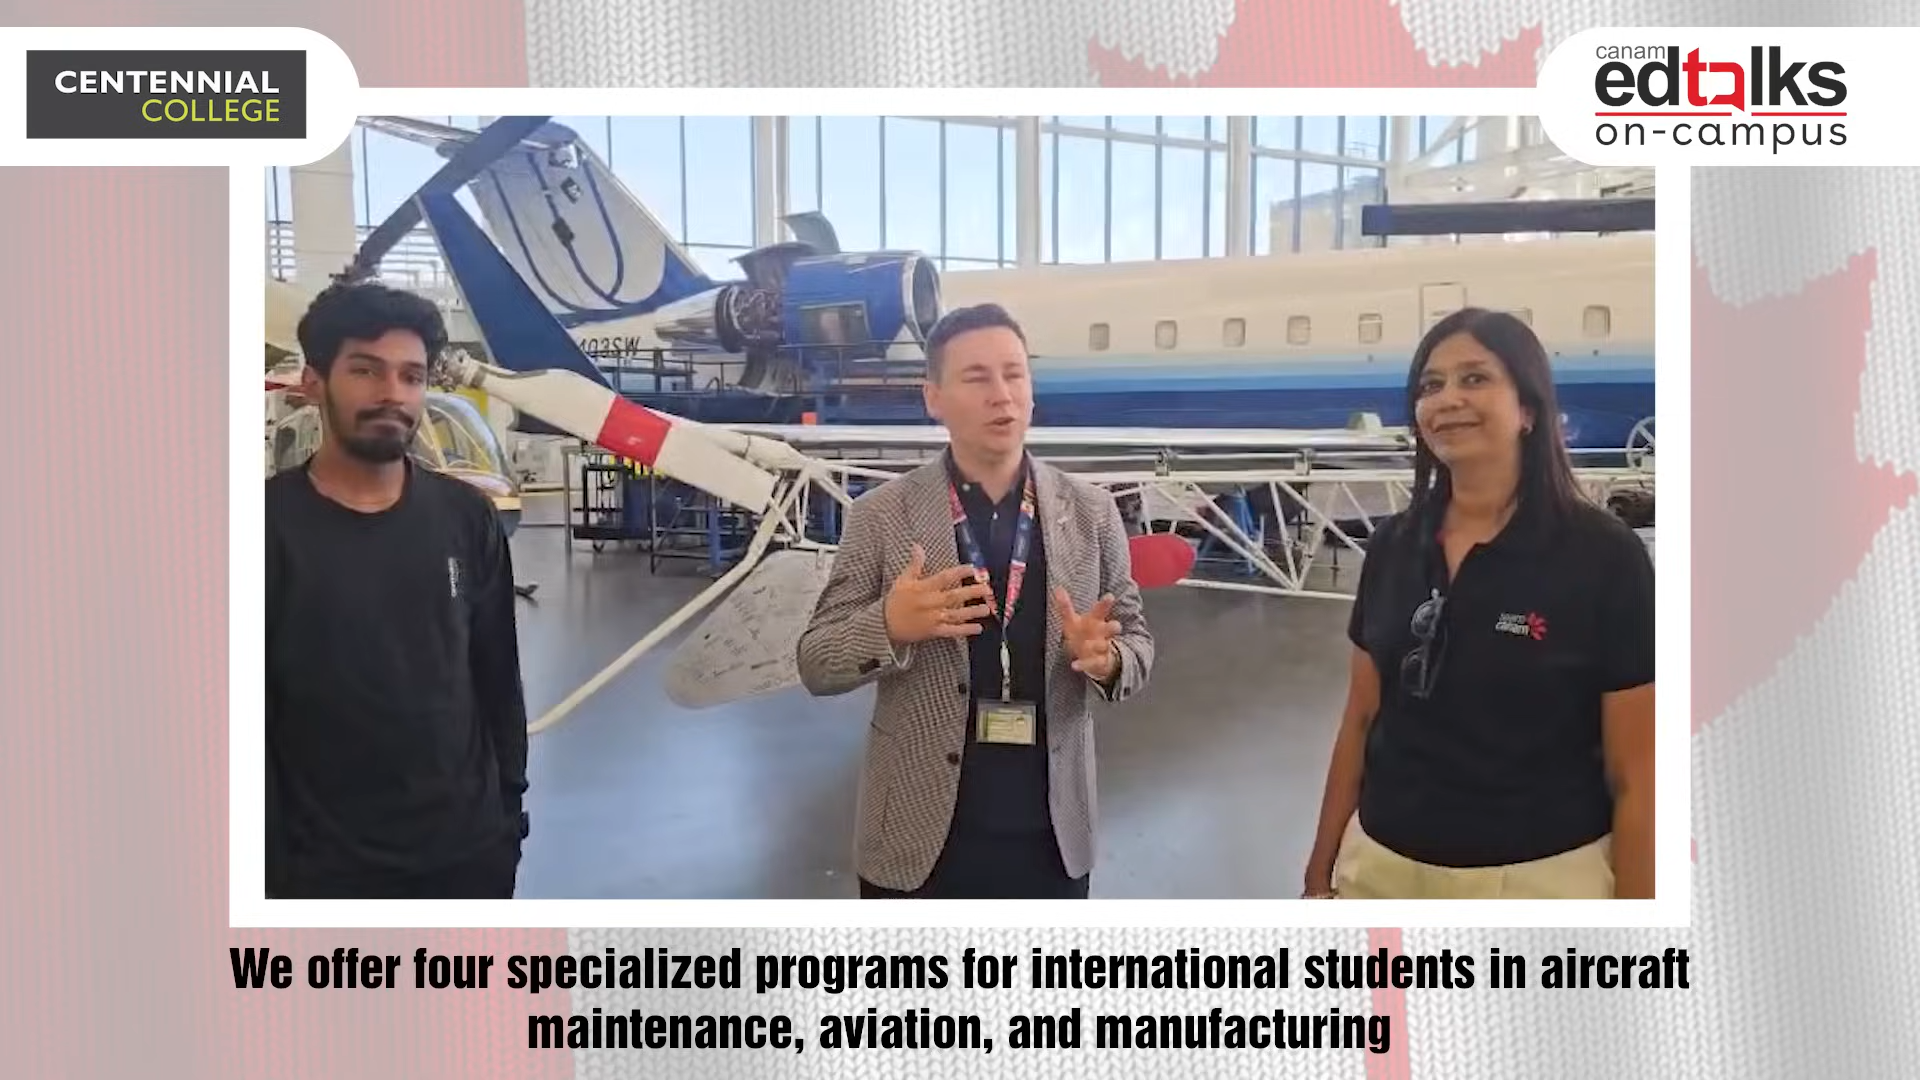 CENTENNIAL
COLLEGE
canam
edtalks
on-campus
We offer four specialized programs for international students in aircraft
maintenance, aviation, and manufacturing